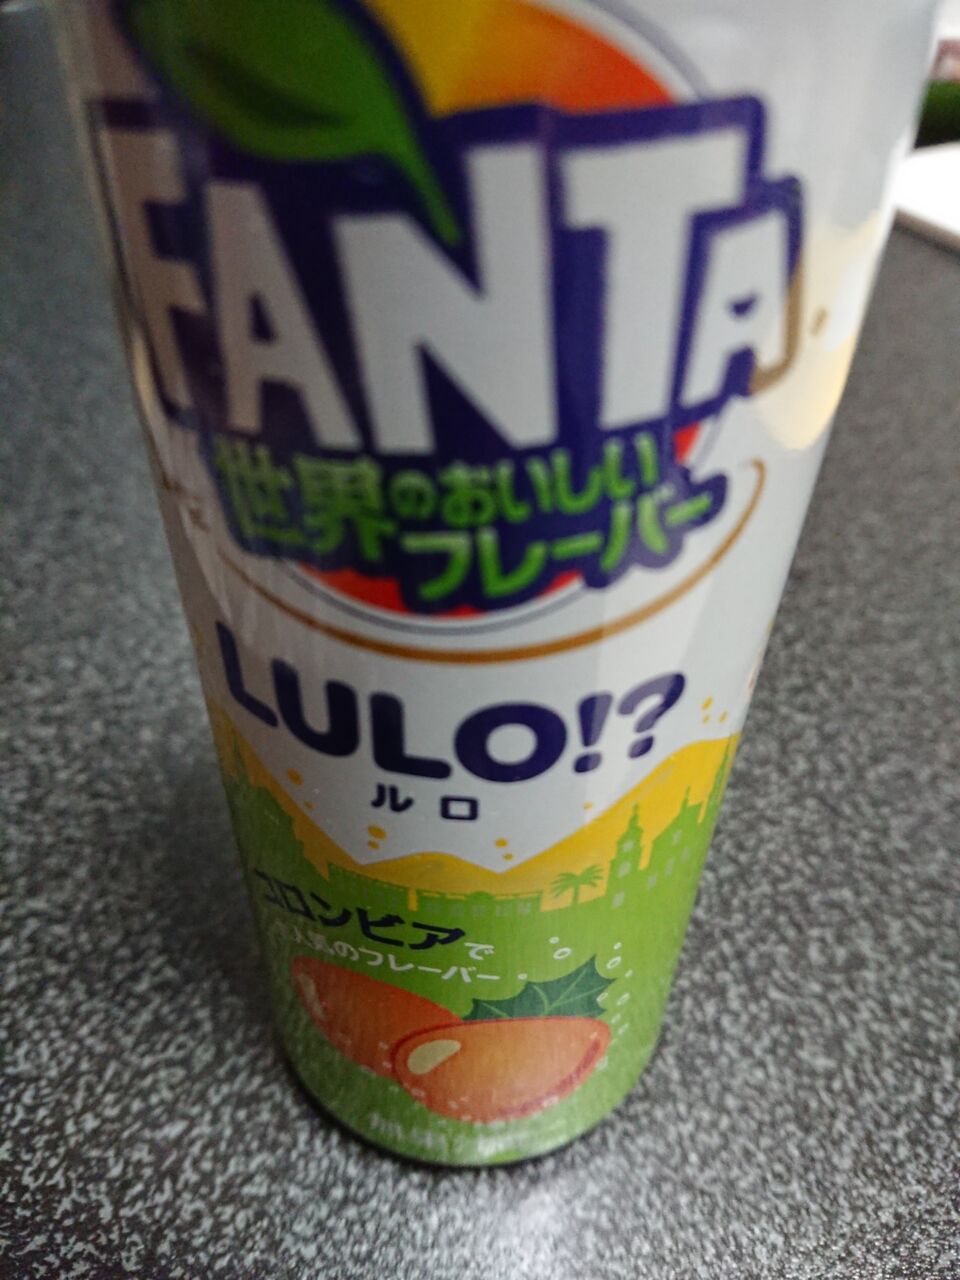 FANTA
世界のおいしい
フレーバー
LULO!?
ルロ
コロンビアで
人気のフレーバー